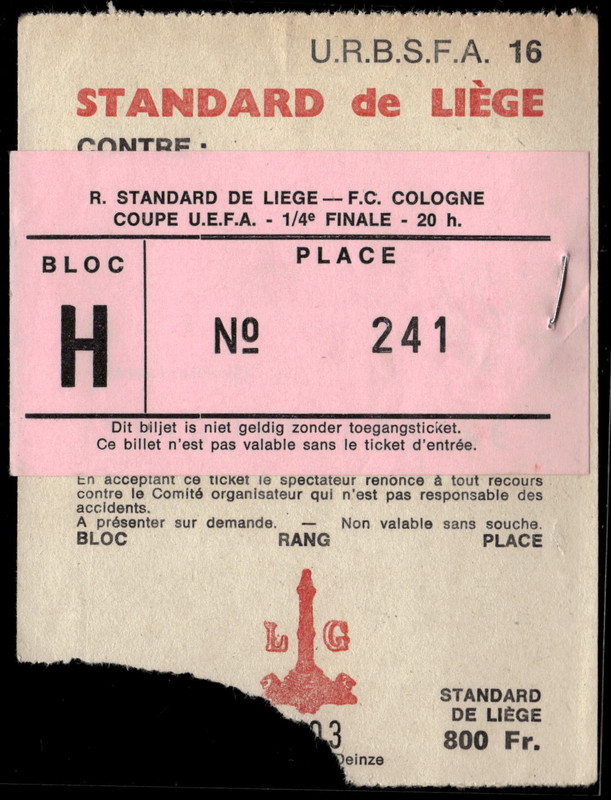 U.R.B.S.F.A. 16
STANDARD de LIÈGE
CONTRE :
R. STANDARD DE LIEGE — F.C. COLOGNE
COUPE U.E.F.A. - 1/4e FINALE - 20 h.
BLOC
PLACE
H
Nº 241
Dit biljet is niet geldig zonder toegangsticket.
Ce billet n'est pas valable sans le ticket d'entrée.
En acceptant ce ticket le spectateur renonce à tout recours
contre le Comité organisateur qui n'est pas responsable des
accidents.
A présenter sur demande. — Non valable sans souche.
BLOC RANG PLACE
L G
STANDARD
DE LIÈGE
800 Fr.
03
Deinze